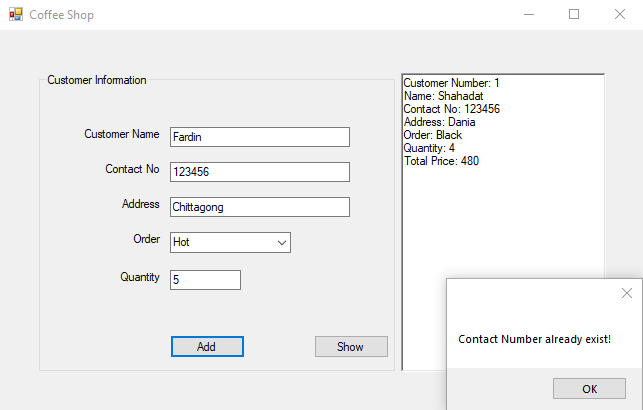 Coffee Shop
Customer Information
Customer Name Fardin
Contact No 123456
Address Chittagong
Order Hot
Quantity 5
Add Show
Customer Number: 1
Name: Shahadat
Contact No: 123456
Address: Dania
Order: Black
Quantity: 4
Total Price: 480
Contact Number already exist!
OK